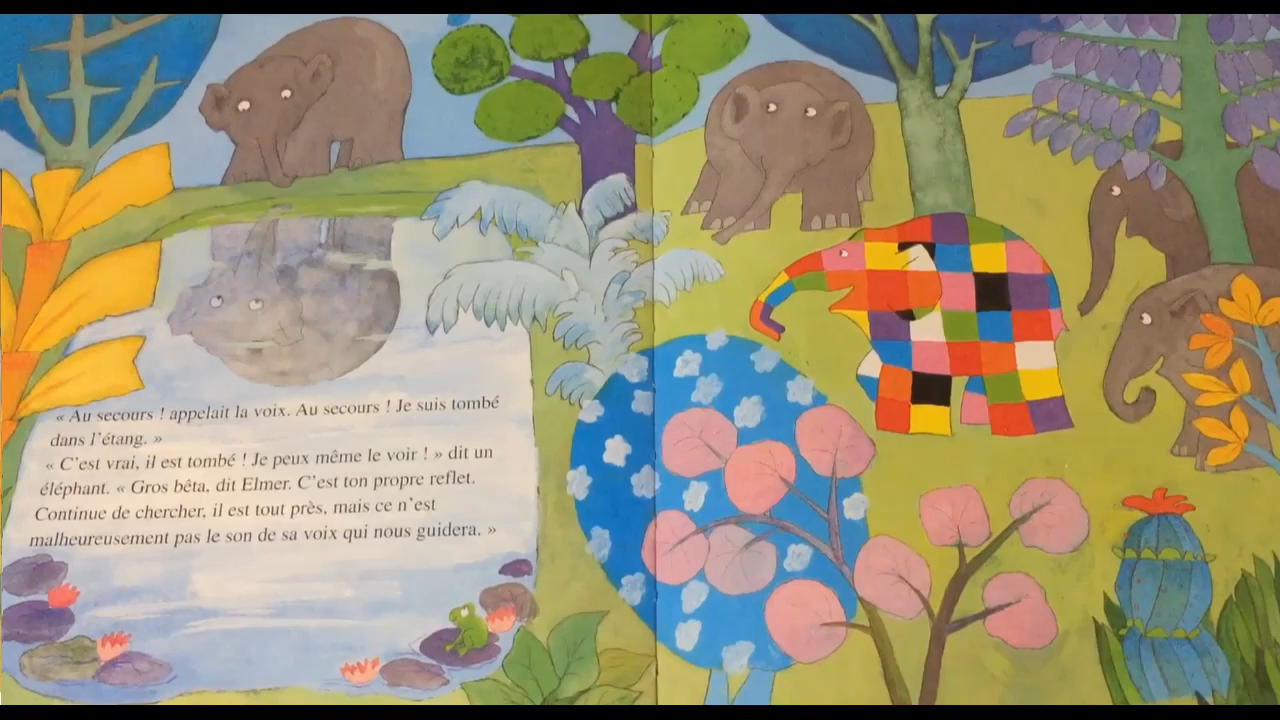 « Au secours ! appelait la voix. Au secours ! Je suis tombé
dans l'étang. »
« C'est vrai, il est tombé ! Je peux même le voir ! » dit un
éléphant. « Gros bêta, dit Elmer. C'est ton propre reflet.
Continue de chercher, il est tout près, mais ce n'est
malheureusement pas le son de sa voix qui nous guidera. »